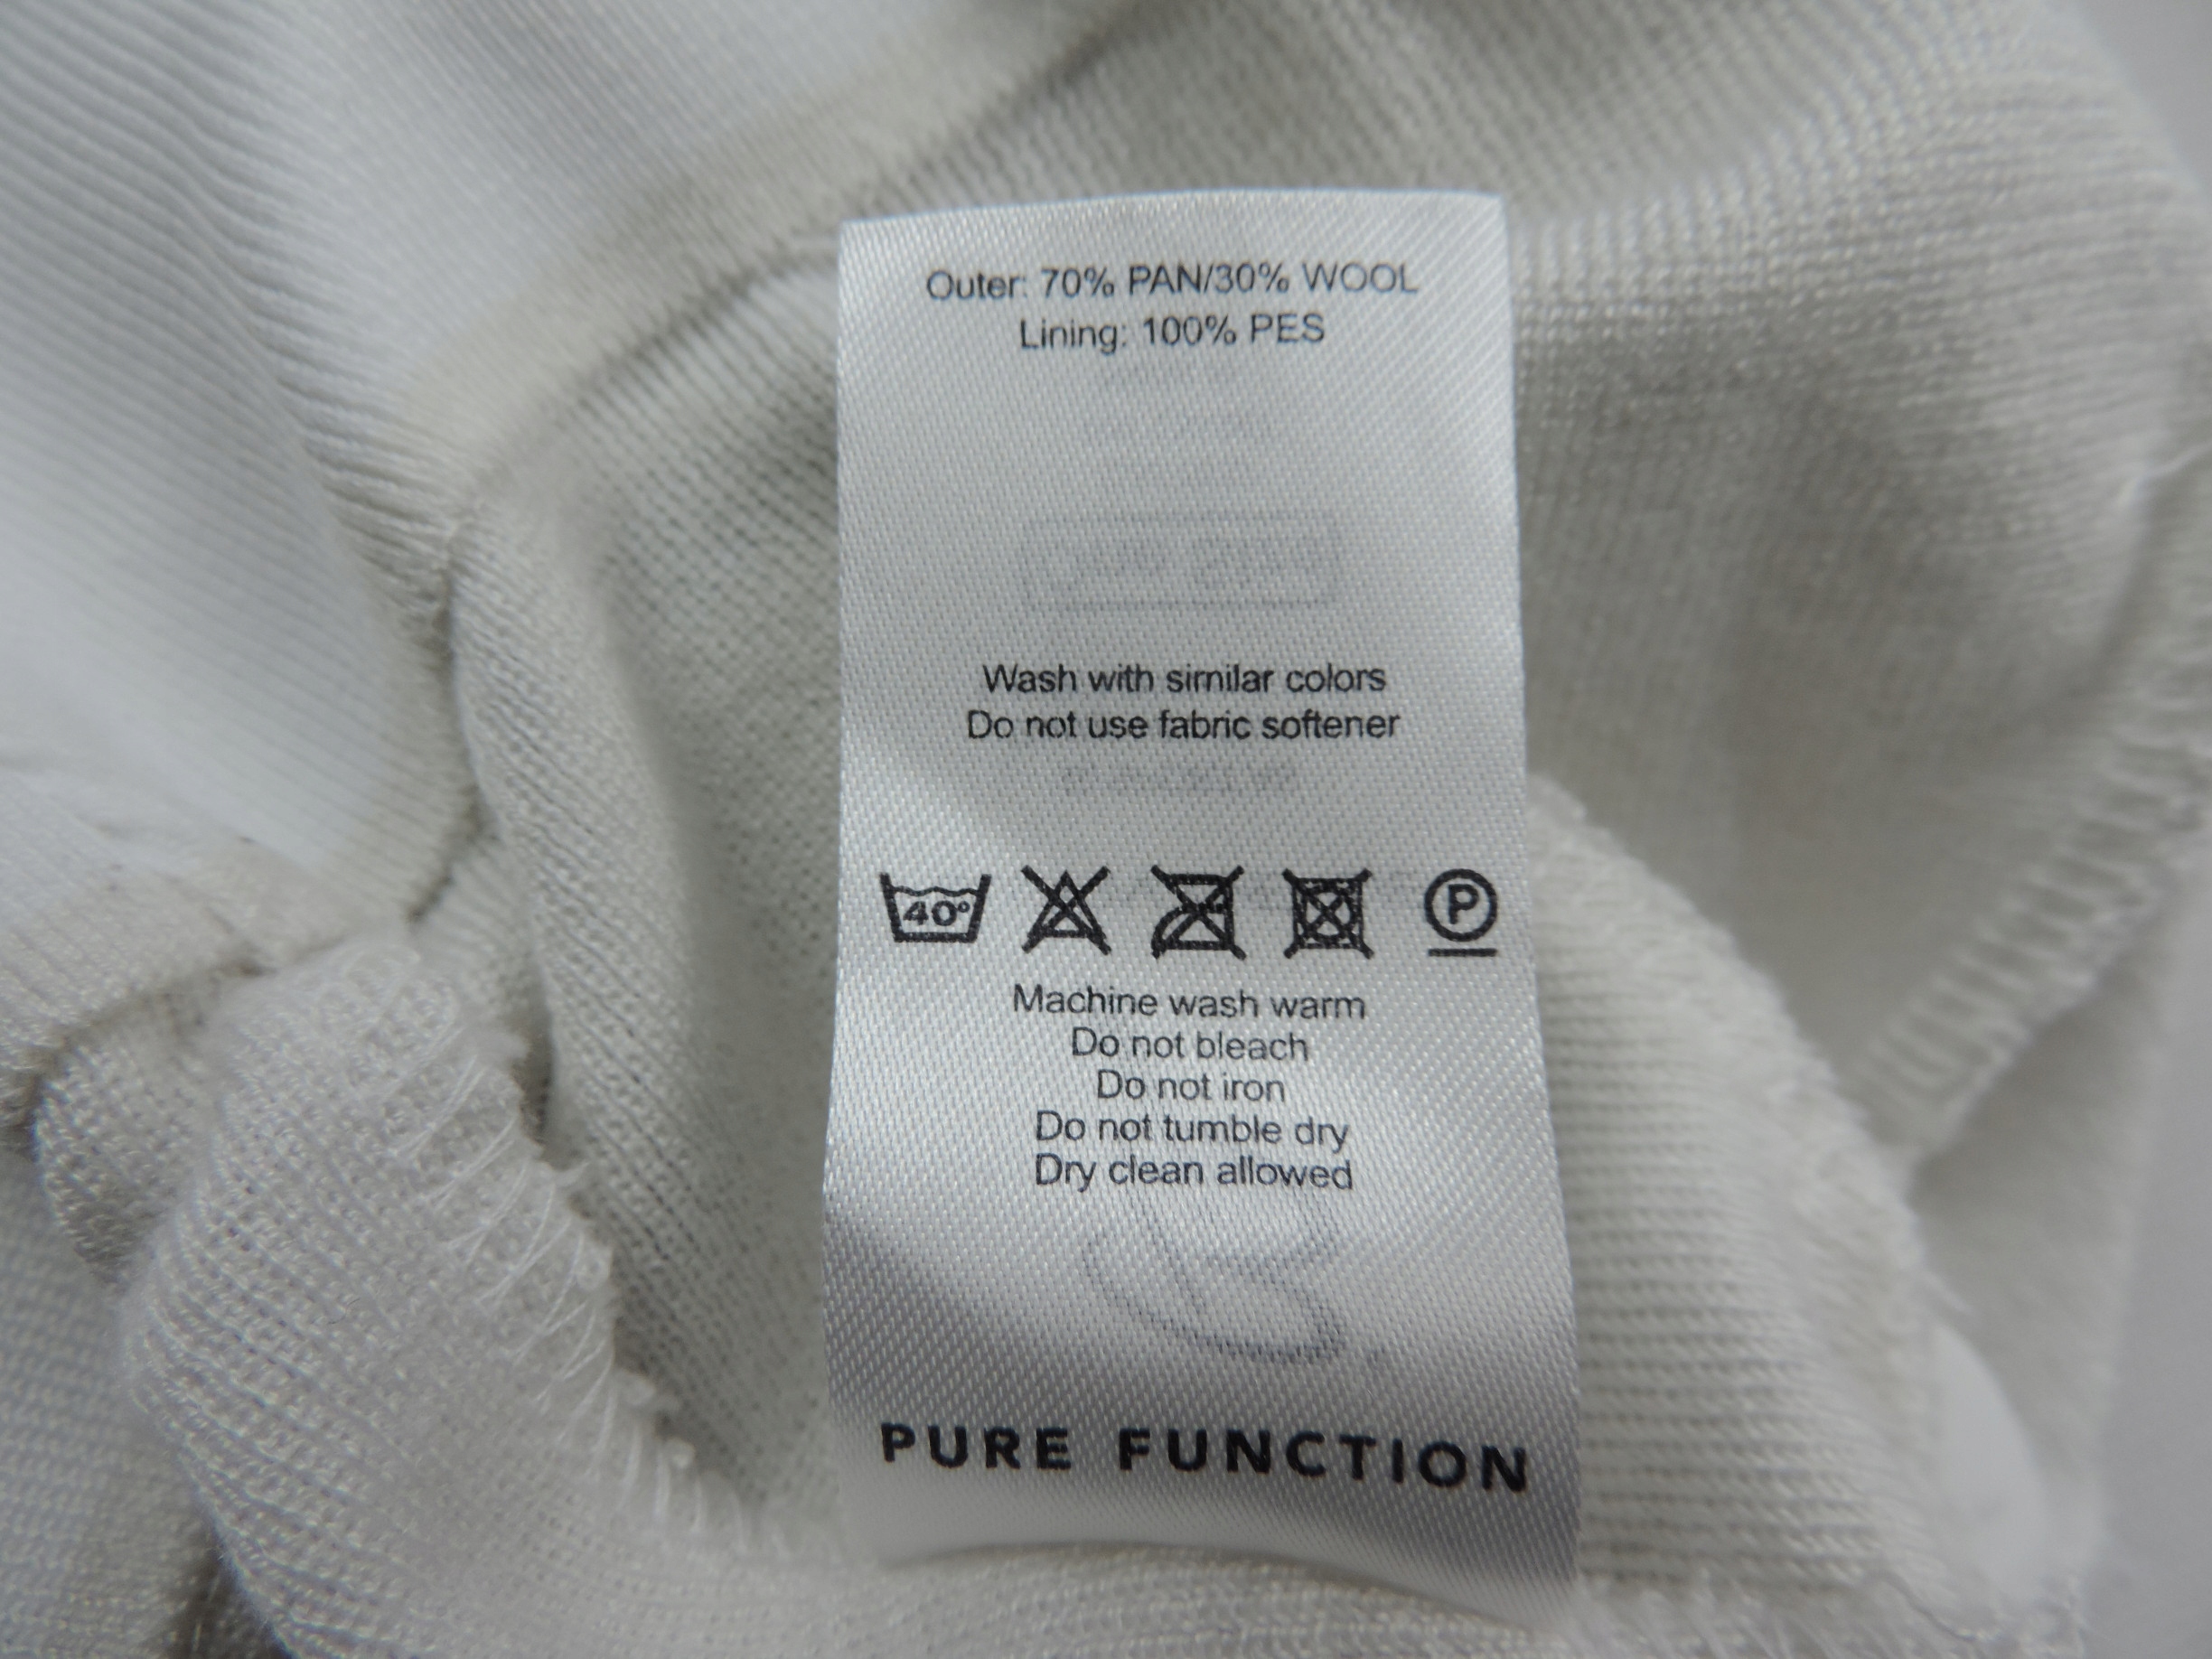 Outer: 70% PAN/30% WOOL
Lining: 100% PES
Wash with similar colors
Do not use fabric softener
40° P
Machine wash warm
Do not bleach
Do not iron
Do not tumble dry
Dry clean allowed
PURE FUNCTION